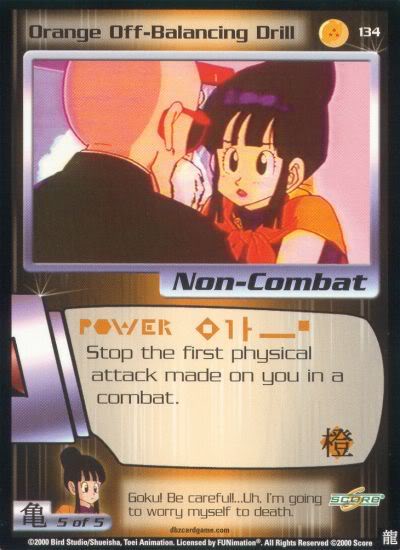 Orange Off-Balancing Drill 134
Non-Combat
POWER
Stop the first physical
attack made on you in a
combat.
橙
Goku! Be careful!...Uh, I'm going
to worry myself to death.
SCORE
亀 5 of 5
dbzcardgame.com
©2000 Bird Studio/Shueisha, Toei Animation. Licensed by FUNimation®. All Rights Reserved ©2000 Score
龍